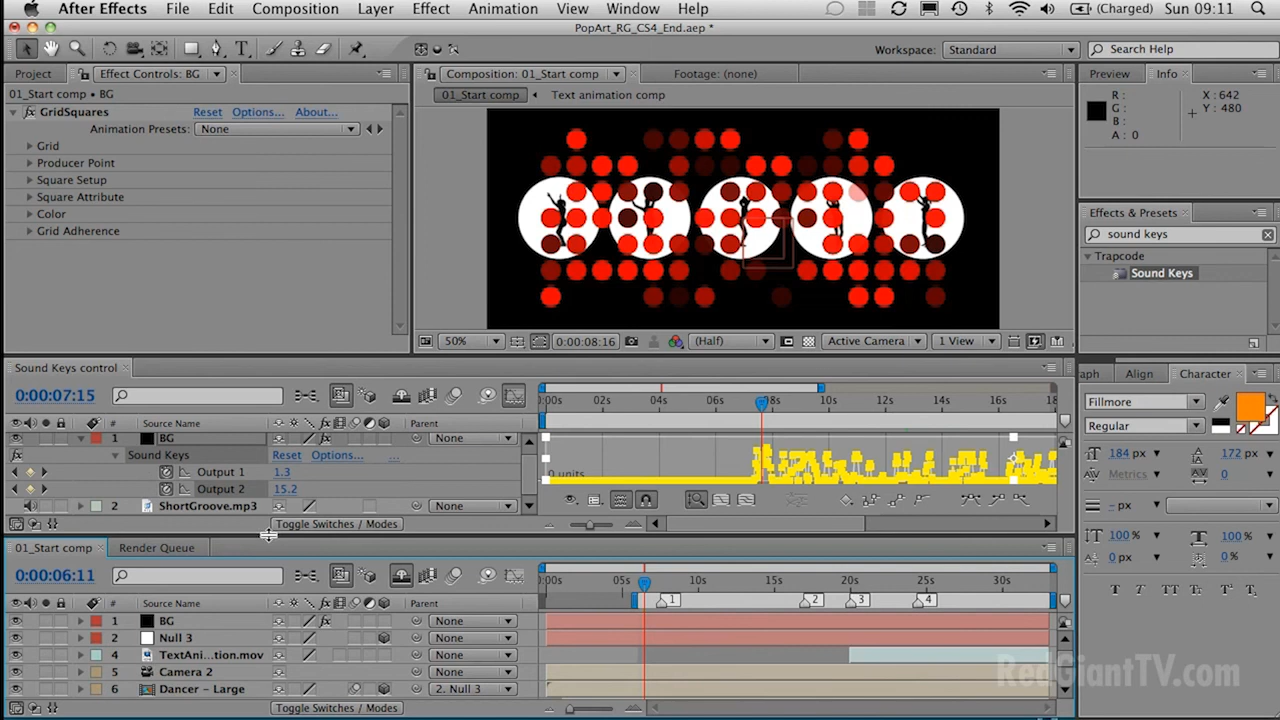 After Effects File Edit Composition Layer Effect Animation View Window Help (Charged) Sun 09:11
PopArt_RG_CS4_End.aep *
Workspace: Standard Search Help
Project Effect Controls: BG Composition: 01_Start comp Footage: (none) Preview Info
01_Start comp • BG 01_Start comp Text animation comp
GridSquares Reset Options... About...
Animation Presets: None
Grid
Producer Point
Square Setup
Square Attribute
Color
Grid Adherence
R: X: 642
G: Y: 480
B:
A: 0
Effects & Presets
sound keys
Trapcode
Sound Keys
50% 0:00:08:16 (Half) Active Camera 1 View
Sound Keys control
0:00:07:15 :00s 02s 04s 06s 08s 10s 12s 14s 16s 18
# Source Name Parent
1 BG None
Sound Keys Reset Options... ...
Output 1 1.3 0 units
Output 2 15.2
2 ShortGroove.mp3 None
Toggle Switches / Modes
01_Start comp Render Queue
0:00:06:11 :00s 05s 10s 15s 20s 25s 30s
# Source Name Parent 1 2 3 4
1 BG None
2 Null 3 None
4 TextAni...tion.mov None
5 Camera 2 None
6 Dancer – Large 2. Null 3
Toggle Switches / Modes
aph Align Character
Fillmore
Regular
184 px 172 px
Metrics 0
– px
100% 100%
0 px 0%
T T TT Tr T¹ T₁
RedGiantTV.com